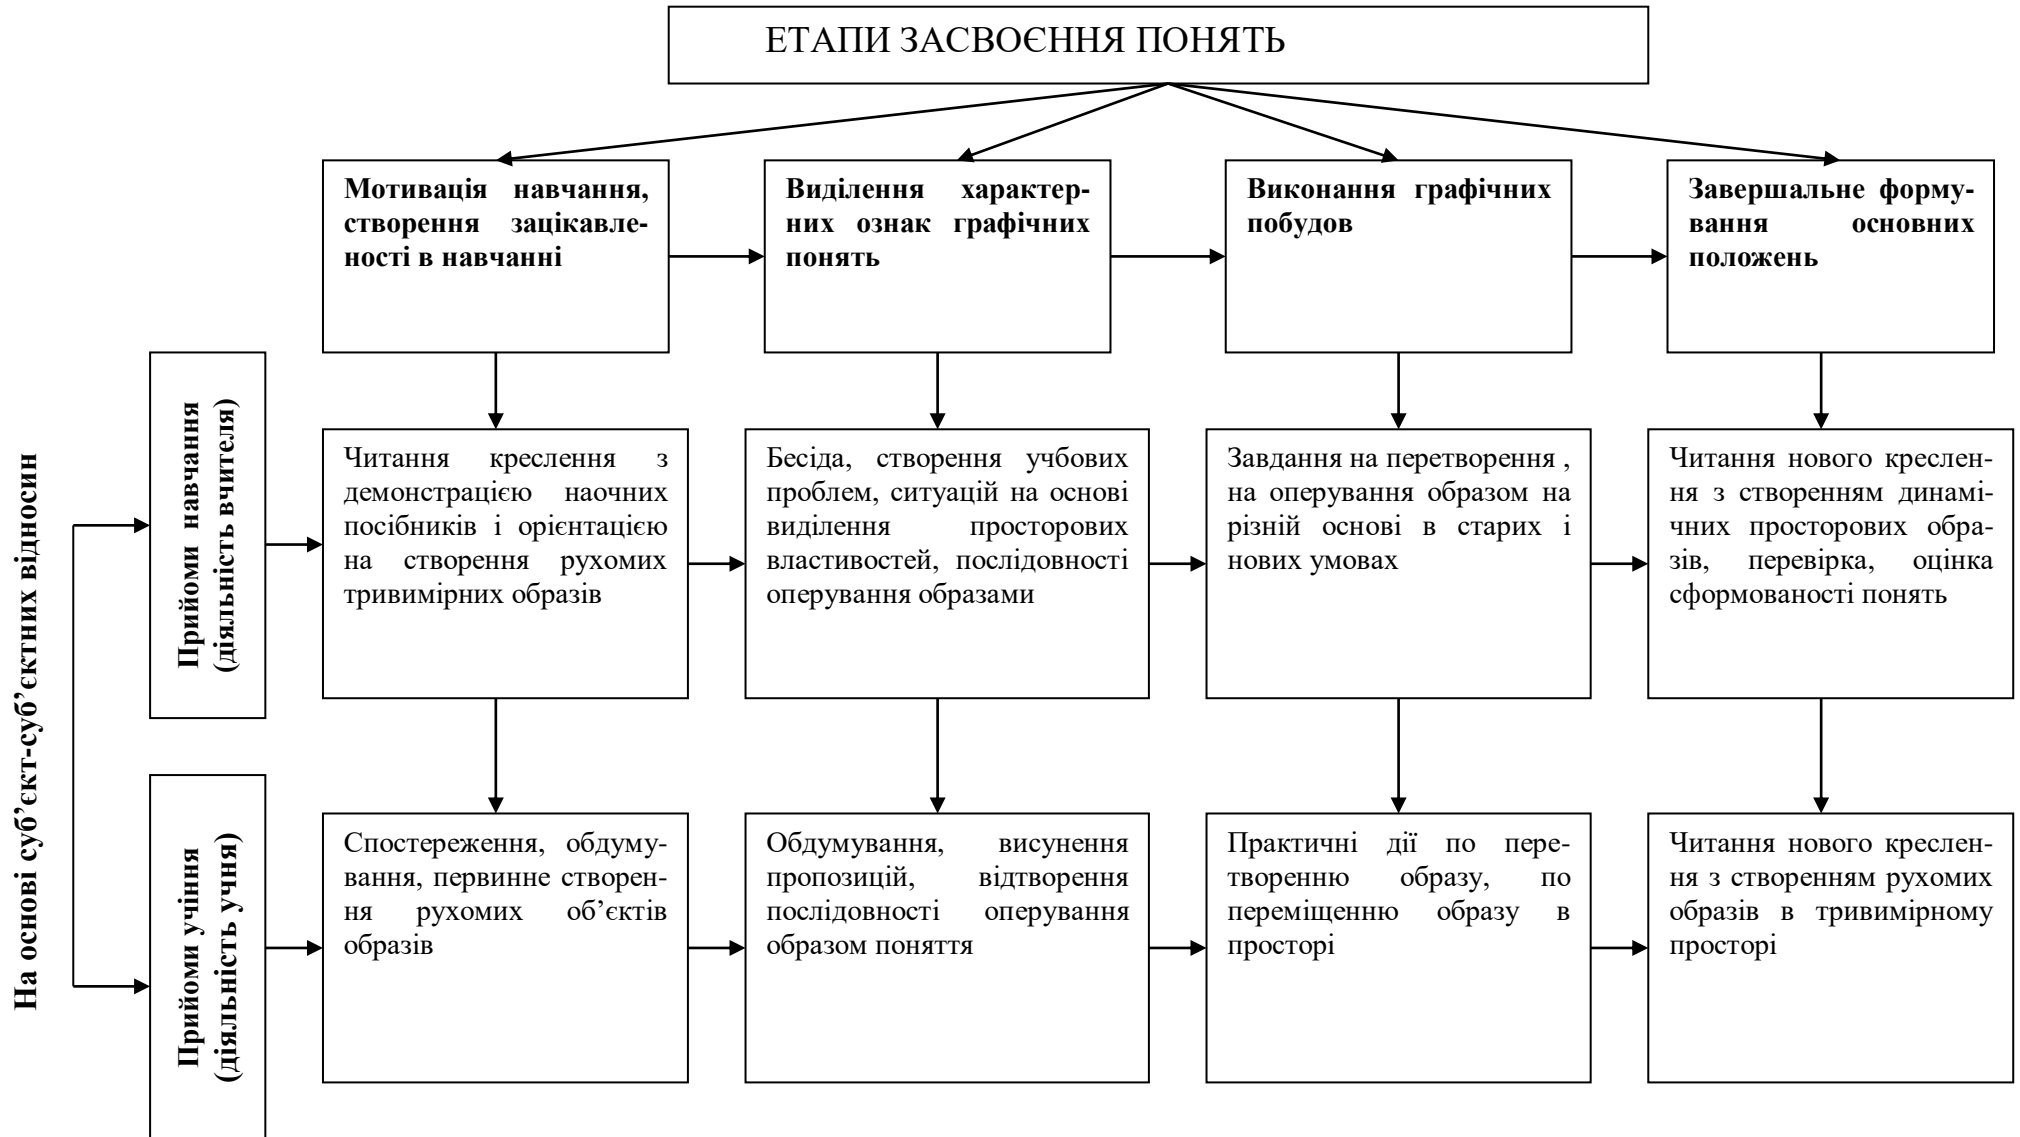 ЕТАПИ ЗАСВОЄННЯ ПОНЯТЬ
Мотивація навчання,
створення зацікавле-
ності в навчанні
Виділення характер-
них ознак графічних
понять
Виконання графічних
побудов
Завершальне форму-
вання основних
положень
На основі суб’єкт-суб’єктних відносин
Прийоми навчання
(діяльність вчителя)
Читання креслення з
демонстрацією наочних
посібників і орієнтацією
на створення рухомих
тривимірних образів
Бесіда, створення учбових
проблем, ситуацій на основі
виділення просторових
властивостей, послідовності
оперування образами
Завдання на перетворення ,
на оперування образом на
різній основі в старих і
нових умовах
Читання нового креслен-
ня з створенням динамі-
чних просторових обра-
зів, перевірка, оцінка
сформованості понять
Прийоми учіння
(діяльність учня)
Спостереження, обдуму-
вання, первинне створен-
ня рухомих об’єктів
образів
Обдумування, висунення
пропозицій, відтворення
послідовності оперування
образом поняття
Практичні дії по пере-
творенню образу, по
переміщенню образу в
просторі
Читання нового креслен-
ня з створенням рухомих
образів в тривимірному
просторі